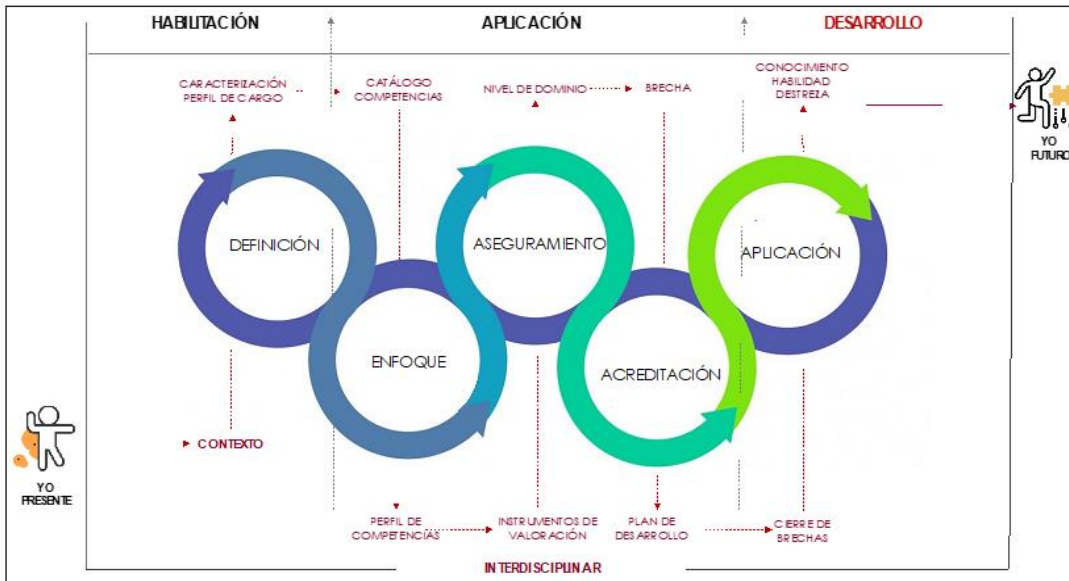 HABILITACIÓN
APLICACIÓN
DESARROLLO
CARACTERIZACIÓN
PERFIL DE CARGO
CATÁLOGO
COMPETENCIAS
NIVEL DE DOMINIO
BRECHA
CONOCIMIENTO
HABILIDAD
DESTREZA
YO
FUTURO
DEFINICIÓN
ASEGURAMIENTO
APLICACIÓN
ENFOQUE
ACREDITACIÓN
CONTEXTO
YO
PRESENTE
PERFIL DE
COMPETENCIAS
INSTRUMENTOS DE
VALORACIÓN
PLAN DE
DESARROLLO
CIERRE DE
BRECHAS
INTERDISCIPLINAR